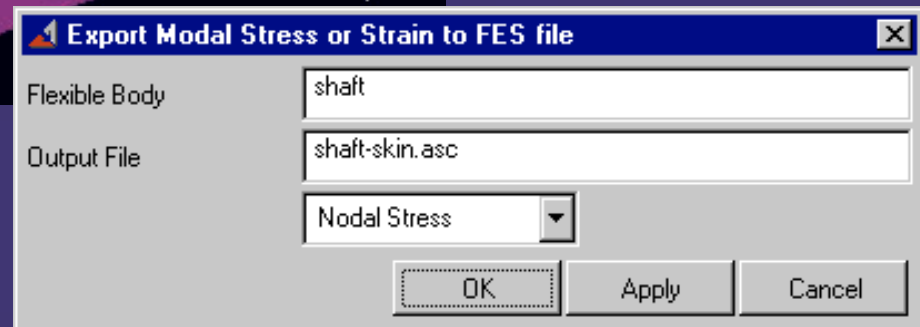 Export Modal Stress or Strain to FES file
Flexible Body
shaft
Output File
shaft-skin.asc
Nodal Stress
OK
Apply
Cancel